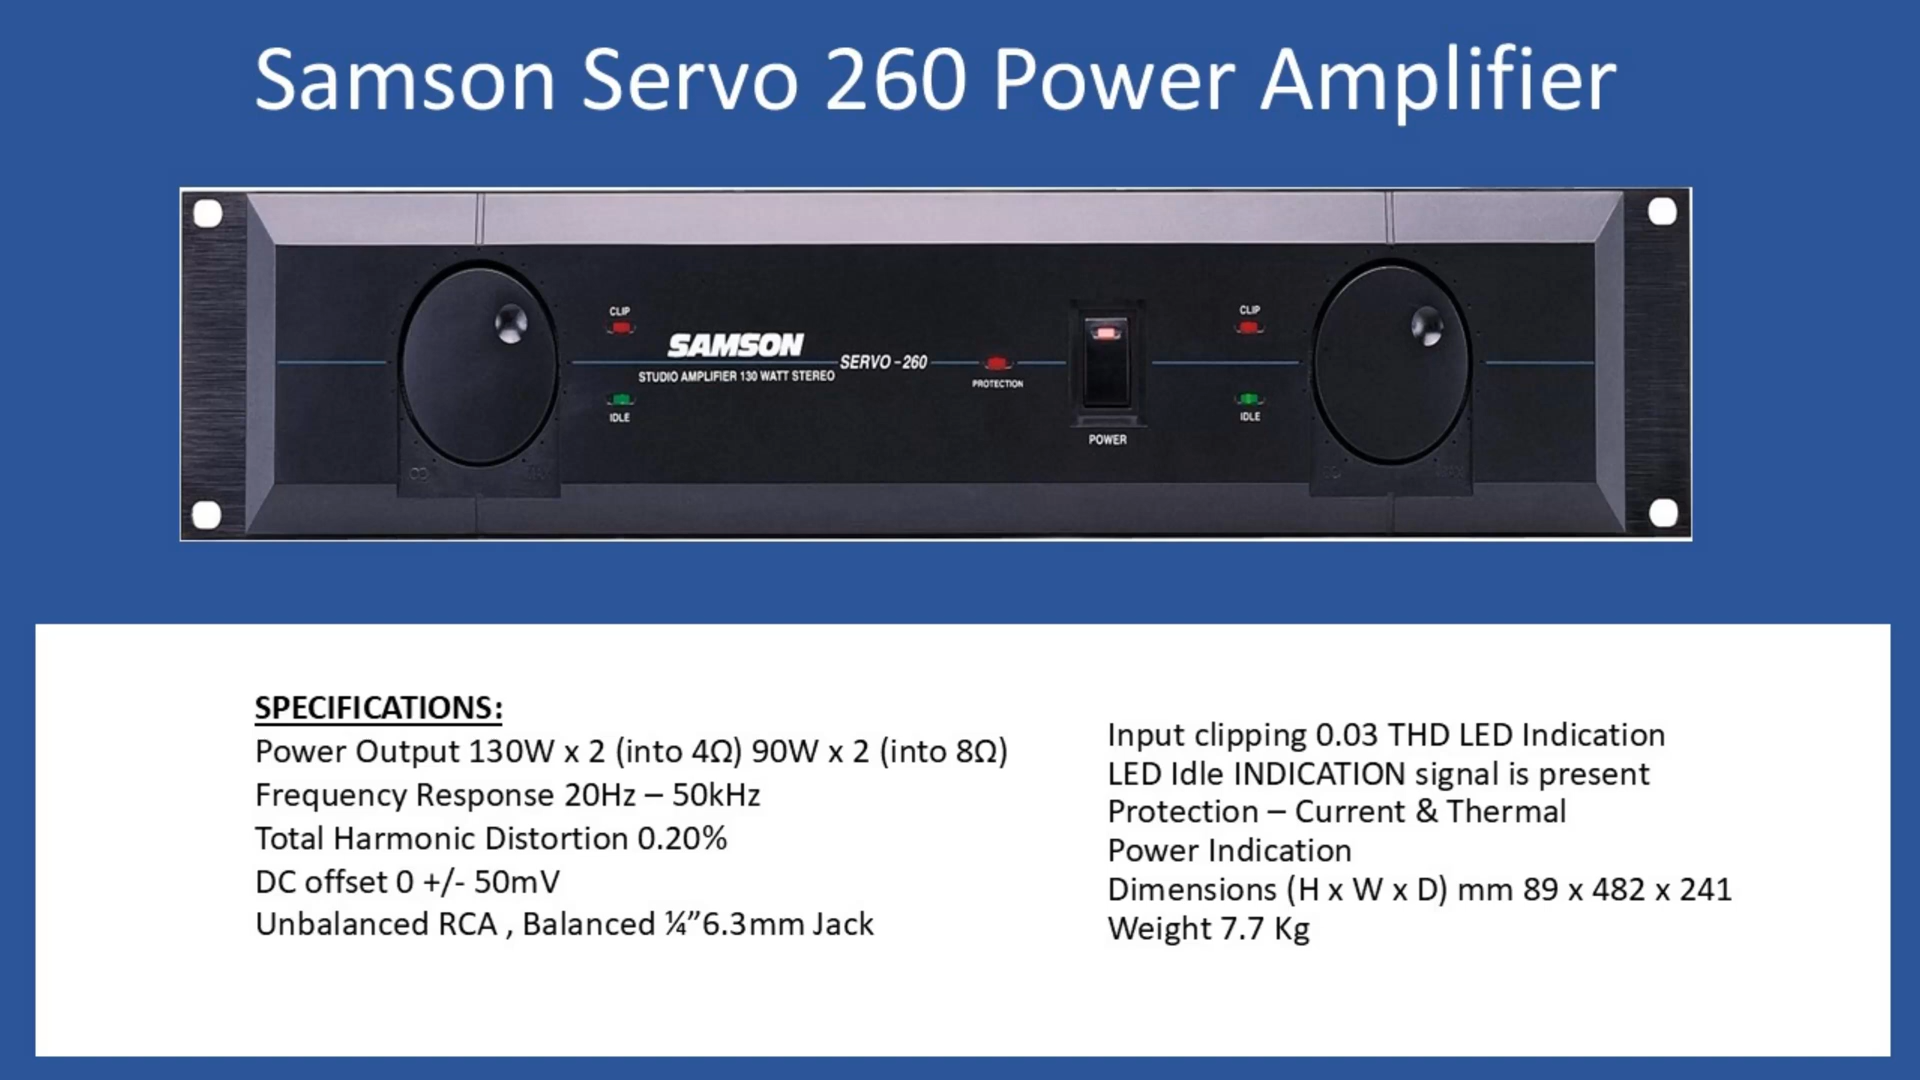 Samson Servo 260 Power Amplifier
CLIP
SAMSON
SERVO-260
STUDIO AMPLIFIER 130 WATT STEREO
PROTECTION
IDLE
POWER
CLIP
IDLE
SPECIFICATIONS:
Power Output 130W x 2 (into 4Ω) 90W x 2 (into 8Ω)
Frequency Response 20Hz – 50kHz
Total Harmonic Distortion 0.20%
DC offset 0 +/- 50mV
Unbalanced RCA , Balanced ¼”6.3mm Jack
Input clipping 0.03 THD LED Indication
LED Idle INDICATION signal is present
Protection – Current & Thermal
Power Indication
Dimensions (H x W x D) mm 89 x 482 x 241
Weight 7.7 Kg